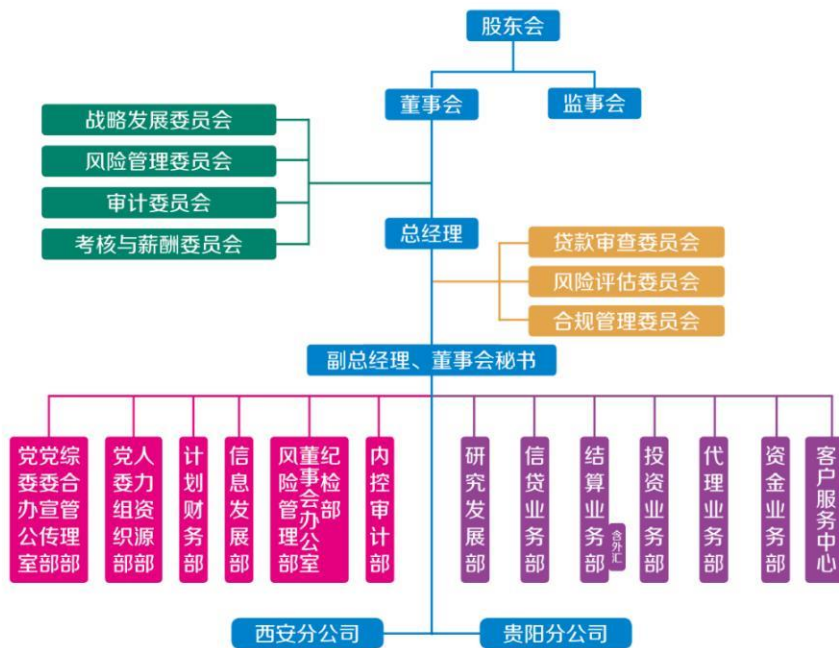 股东会
董事会
监事会
战略发展委员会
风险管理委员会
审计委员会
考核与薪酬委员会
总经理
贷款审查委员会
风险评估委员会
合规管理委员会
副总经理、董事会秘书
党委办公室
党委宣传部
综合管理部
党委组织部
人力资源部
计划财务部
信息发展部
风险管理部
董事会办公室
纪检部
内控审计部
研究发展部
信贷业务部
结算业务部
含外汇
投资业务部
代理业务部
资金业务部
客户服务中心
西安分公司
贵阳分公司